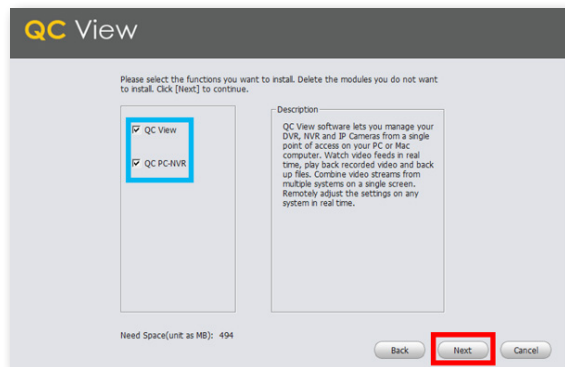 QC View
Please select the functions you want to install. Delete the modules you do not want
to install. Click [Next] to continue.
QC View
QC PC-NVR
Description
QC View software lets you manage your
DVR, NVR and IP Cameras from a single
point of access on your PC or Mac
computer. Watch video feeds in real
time, play back recorded video and back
up files. Combine video streams from
multiple systems on a single screen.
Remotely adjust the settings on any
system in real time.
Need Space(unit as MB): 494
Back
Next
Cancel